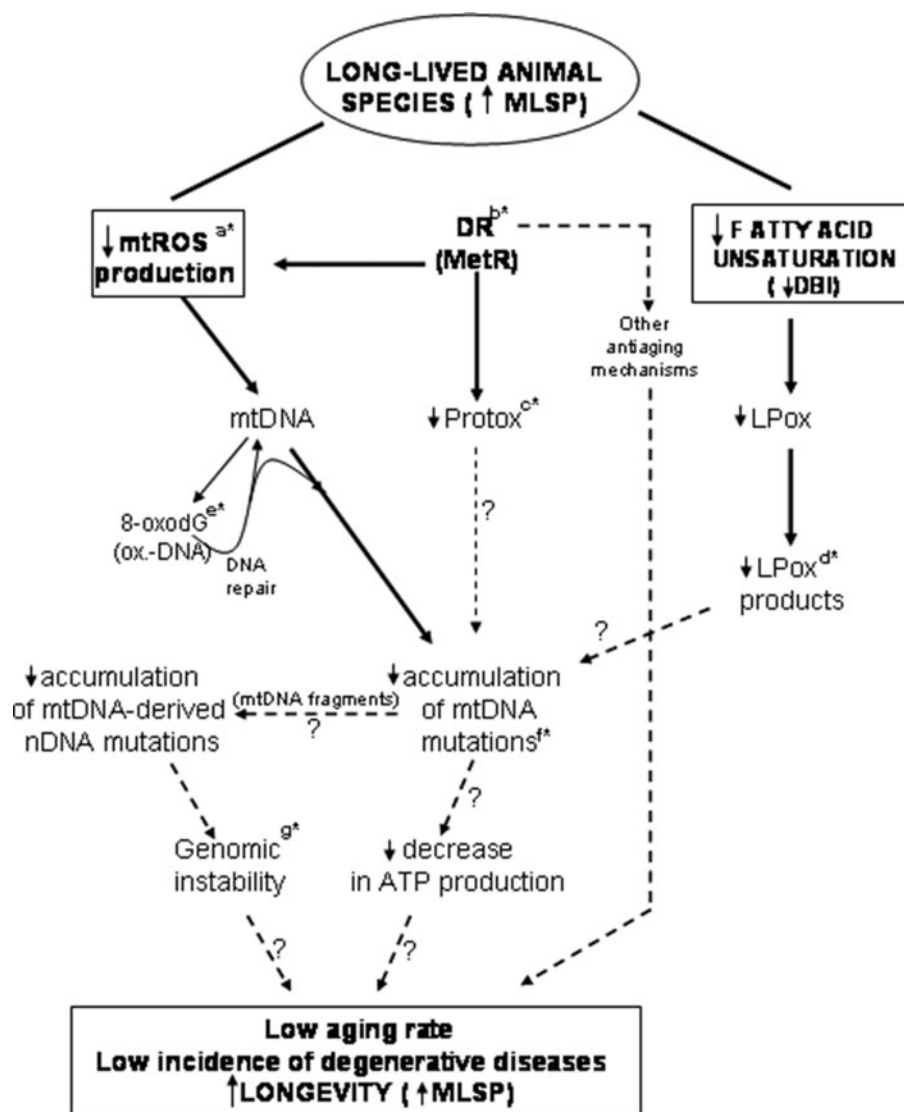 LONG-LIVED ANIMAL
SPECIES ( ↑ MLSP)
↓ mtROS a*
production
DR b*
(MetR)
↓ F ATTY ACID
UNSATURATION
( ↓DBI)
Other
antiaging
mechanisms
mtDNA
↓ Protox c*
↓ LPox
8-oxodG e*
(ox.-DNA)
DNA
repair
?
↓ LPox d*
products
?
↓ accumulation
of mtDNA-derived
nDNA mutations
(mtDNA fragments)
?
↓ accumulation
of mtDNA
mutations f*
?
Genomic g*
instability
↓ decrease
in ATP production
?
?
Low aging rate
Low incidence of degenerative diseases
↑LONGEVITY ( ↑MLSP)